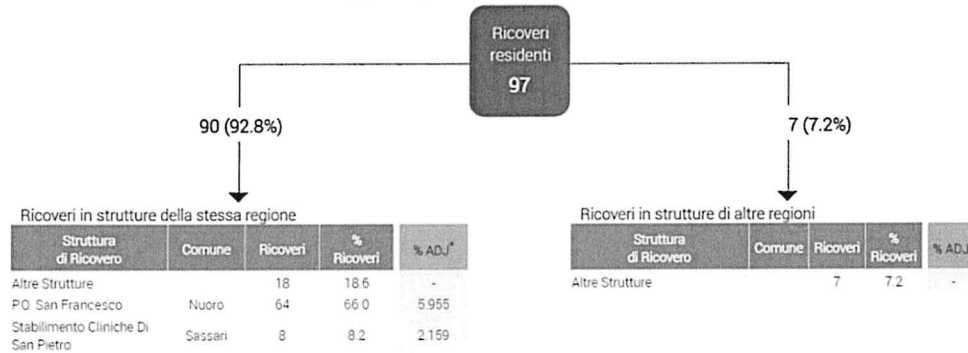 Ricoveri
residenti
97
90 (92.8%)
7 (7.2%)
Ricoveri in strutture della stessa regione
Struttura di Ricovero Comune Ricoveri % Ricoveri % ADJ*
Altre Strutture 18 18.6 -
P.O. San Francesco Nuoro 64 66.0 5.955
Stabilimento Cliniche Di San Pietro Sassari 8 8.2 2.159
Ricoveri in strutture di altre regioni
Struttura di Ricovero Comune Ricoveri % Ricoveri % ADJ
Altre Strutture 7 7.2 -